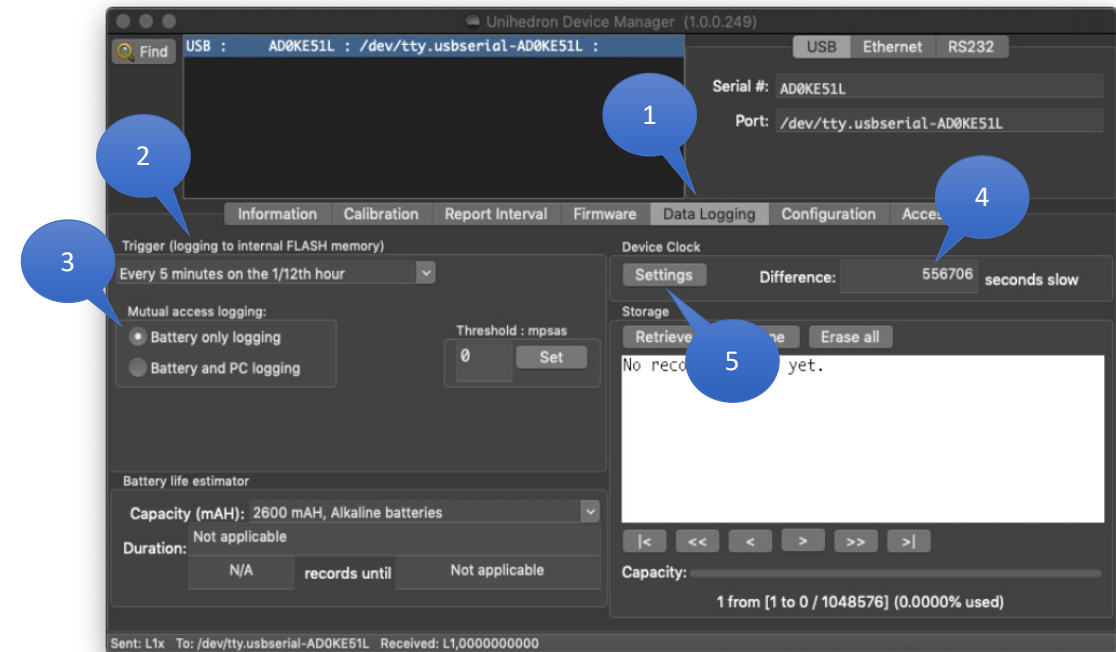 Unihedron Device Manager (1.0.0.249)
Find
USB : AD0KE51L : /dev/tty.usbserial-AD0KE51L :
USB Ethernet RS232
Serial #: AD0KE51L
Port: /dev/tty.usbserial-AD0KE51L
1
2
3
4
5
Information Calibration Report Interval Firmware Data Logging Configuration
Trigger (logging to internal FLASH memory)
Every 5 minutes on the 1/12th hour
Mutual access logging:
Battery only logging
Battery and PC logging
Threshold : mpsas
0 Set
Battery life estimator
Capacity (mAH): 2600 mAH, Alkaline batteries
Duration: Not applicable
N/A records until Not applicable
Device Clock
Settings Difference: 556706 seconds slow
Storage
Retrieve Erase all
No yet.
|< << < > >> >|
Capacity:
1 from [1 to 0 / 1048576] (0.0000% used)
Sent: L1x To: /dev/tty.usbserial-AD0KE51L Received: L1,0000000000